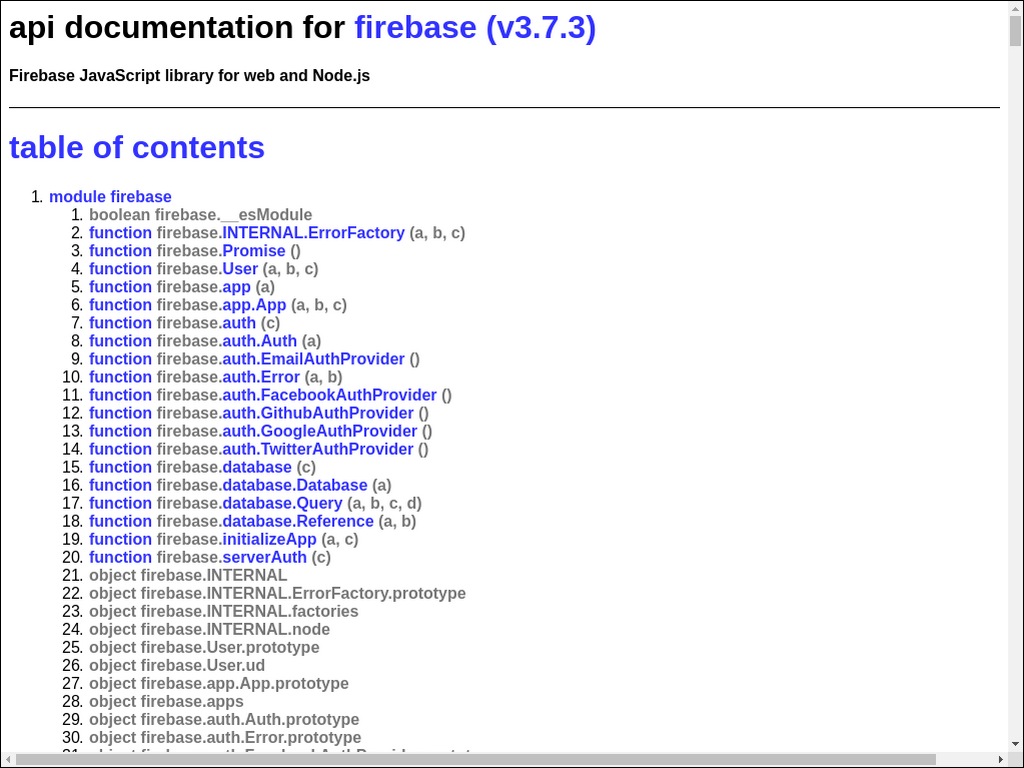 api documentation for firebase (v3.7.3)
Firebase JavaScript library for web and Node.js
table of contents
1. module firebase
1. boolean firebase.__esModule
2. function firebase.INTERNAL.ErrorFactory (a, b, c)
3. function firebase.Promise ()
4. function firebase.User (a, b, c)
5. function firebase.app (a)
6. function firebase.app.App (a, b, c)
7. function firebase.auth (c)
8. function firebase.auth.Auth (a)
9. function firebase.auth.EmailAuthProvider ()
10. function firebase.auth.Error (a, b)
11. function firebase.auth.FacebookAuthProvider ()
12. function firebase.auth.GithubAuthProvider ()
13. function firebase.auth.GoogleAuthProvider ()
14. function firebase.auth.TwitterAuthProvider ()
15. function firebase.database (c)
16. function firebase.database.Database (a)
17. function firebase.database.Query (a, b, c, d)
18. function firebase.database.Reference (a, b)
19. function firebase.initializeApp (a, c)
20. function firebase.serverAuth (c)
21. object firebase.INTERNAL
22. object firebase.INTERNAL.ErrorFactory.prototype
23. object firebase.INTERNAL.factories
24. object firebase.INTERNAL.node
25. object firebase.User.prototype
26. object firebase.User.ud
27. object firebase.app.App.prototype
28. object firebase.apps
29. object firebase.auth.Auth.prototype
30. object firebase.auth.Error.prototype